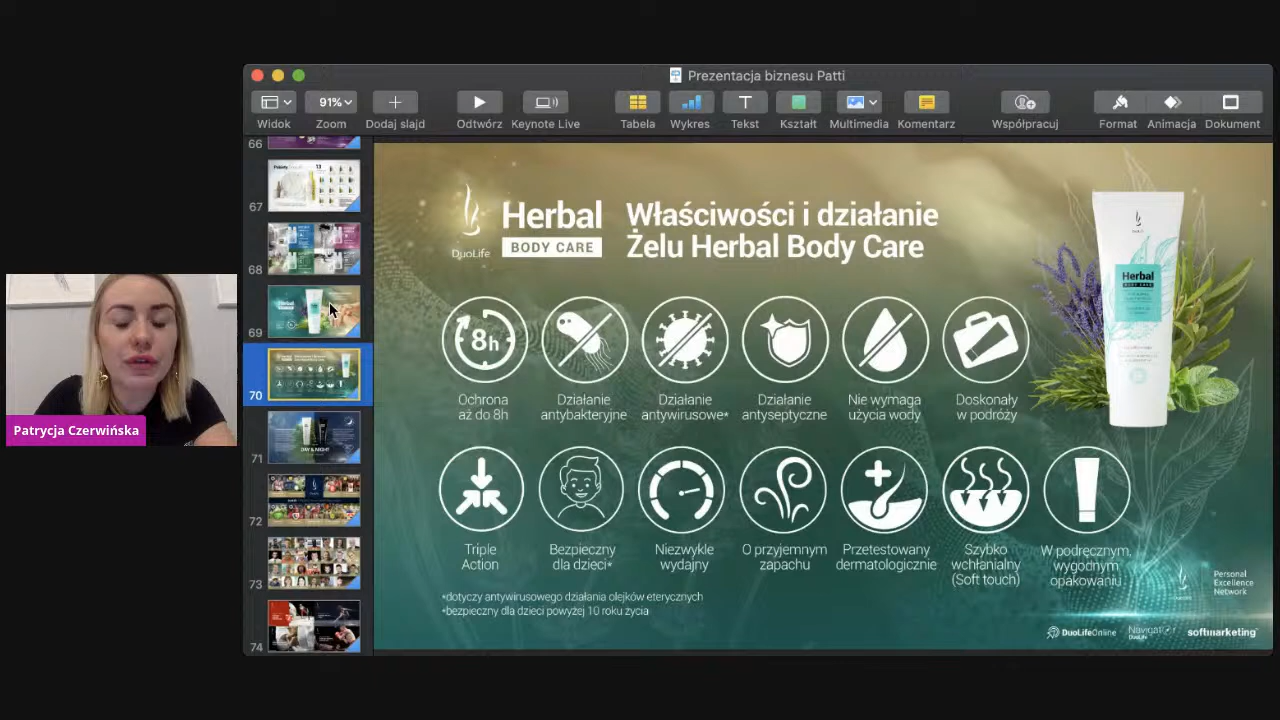 Prezentacja biznesu Patti
91%
Widok
Zoom
Dodaj slajd
Odtwórz
Keynote Live
Tabela
Wykres
Tekst
Kształt
Multimedia
Komentarz
Współpracuj
Format
Animacja
Dokument
66
67
68
69
70
71
72
73
74
Patrycja Czerwińska
DuoLife
Herbal
BODY CARE
Właściwości i działanie
Żelu Herbal Body Care
8h
Ochrona
aż do 8h
Działanie
antybakteryjne
Działanie
antywirusowe*
Działanie
antyseptyczne
Nie wymaga
użycia wody
Doskonały
w podróży
Triple
Action
Bezpieczny
dla dzieci*
Niezwykle
wydajny
O przyjemnym
zapachu
Przetestowany
dermatologicznie
Szybko
wchłanialny
(Soft touch)
W podręcznym,
wygodnym
opakowaniu
*dotyczy antywirusowego działania olejków eterycznych
*bezpieczny dla dzieci powyżej 10 roku życia
Herbal
BODY CARE
Personal
Excellence
Network
DuoLifeOnline
softmarketing
DAY & NIGHT